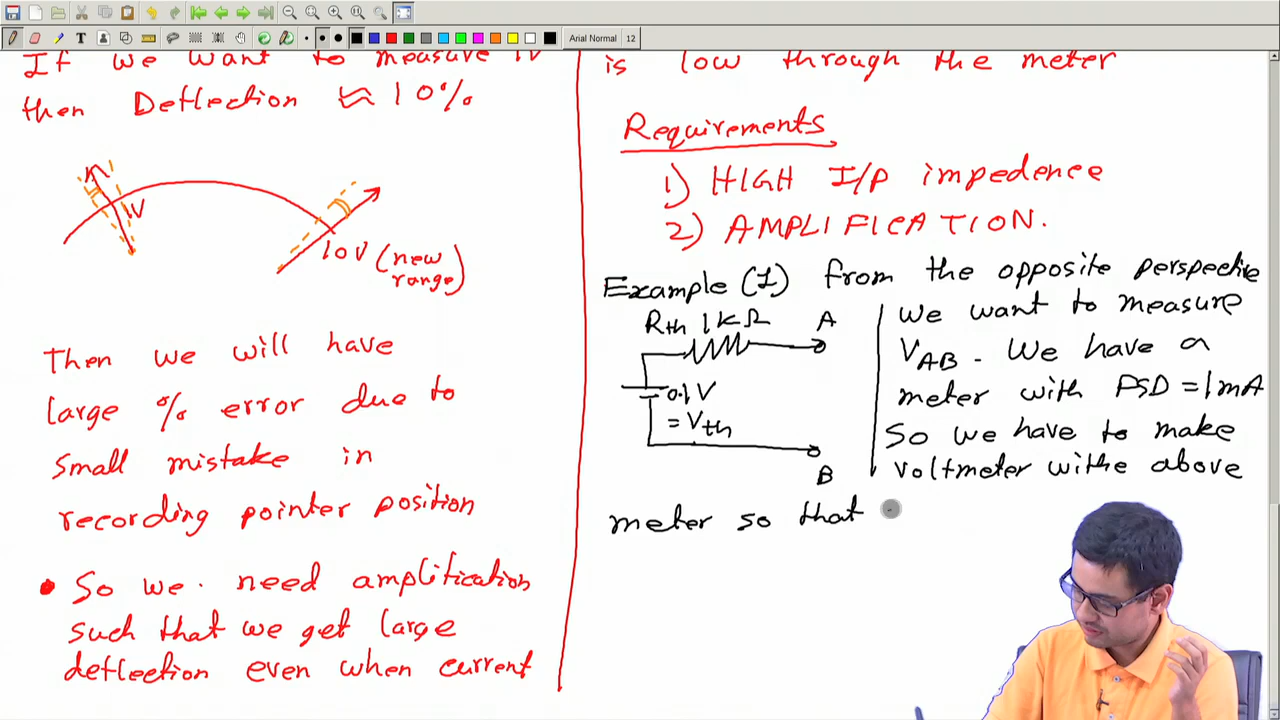 Arial Normal 12
If we want to measure 1V
then Deflection ≈ 10%
1V
10V (new
range)
Then we will have
large % error due to
small mistake in
recording pointer position
• So we need amplification
such that we get large
deflection even when current
is low through the meter
Requirements
1) HIGH I/P impedence
2) AMPLIFICATION.
Example (1) from the opposite perspective
Rth 1kΩ A
0.1V
= Vth
B
We want to measure
VAB. We have a
meter with FSD = 1mA
So we have to make
voltmeter withe above
meter so that